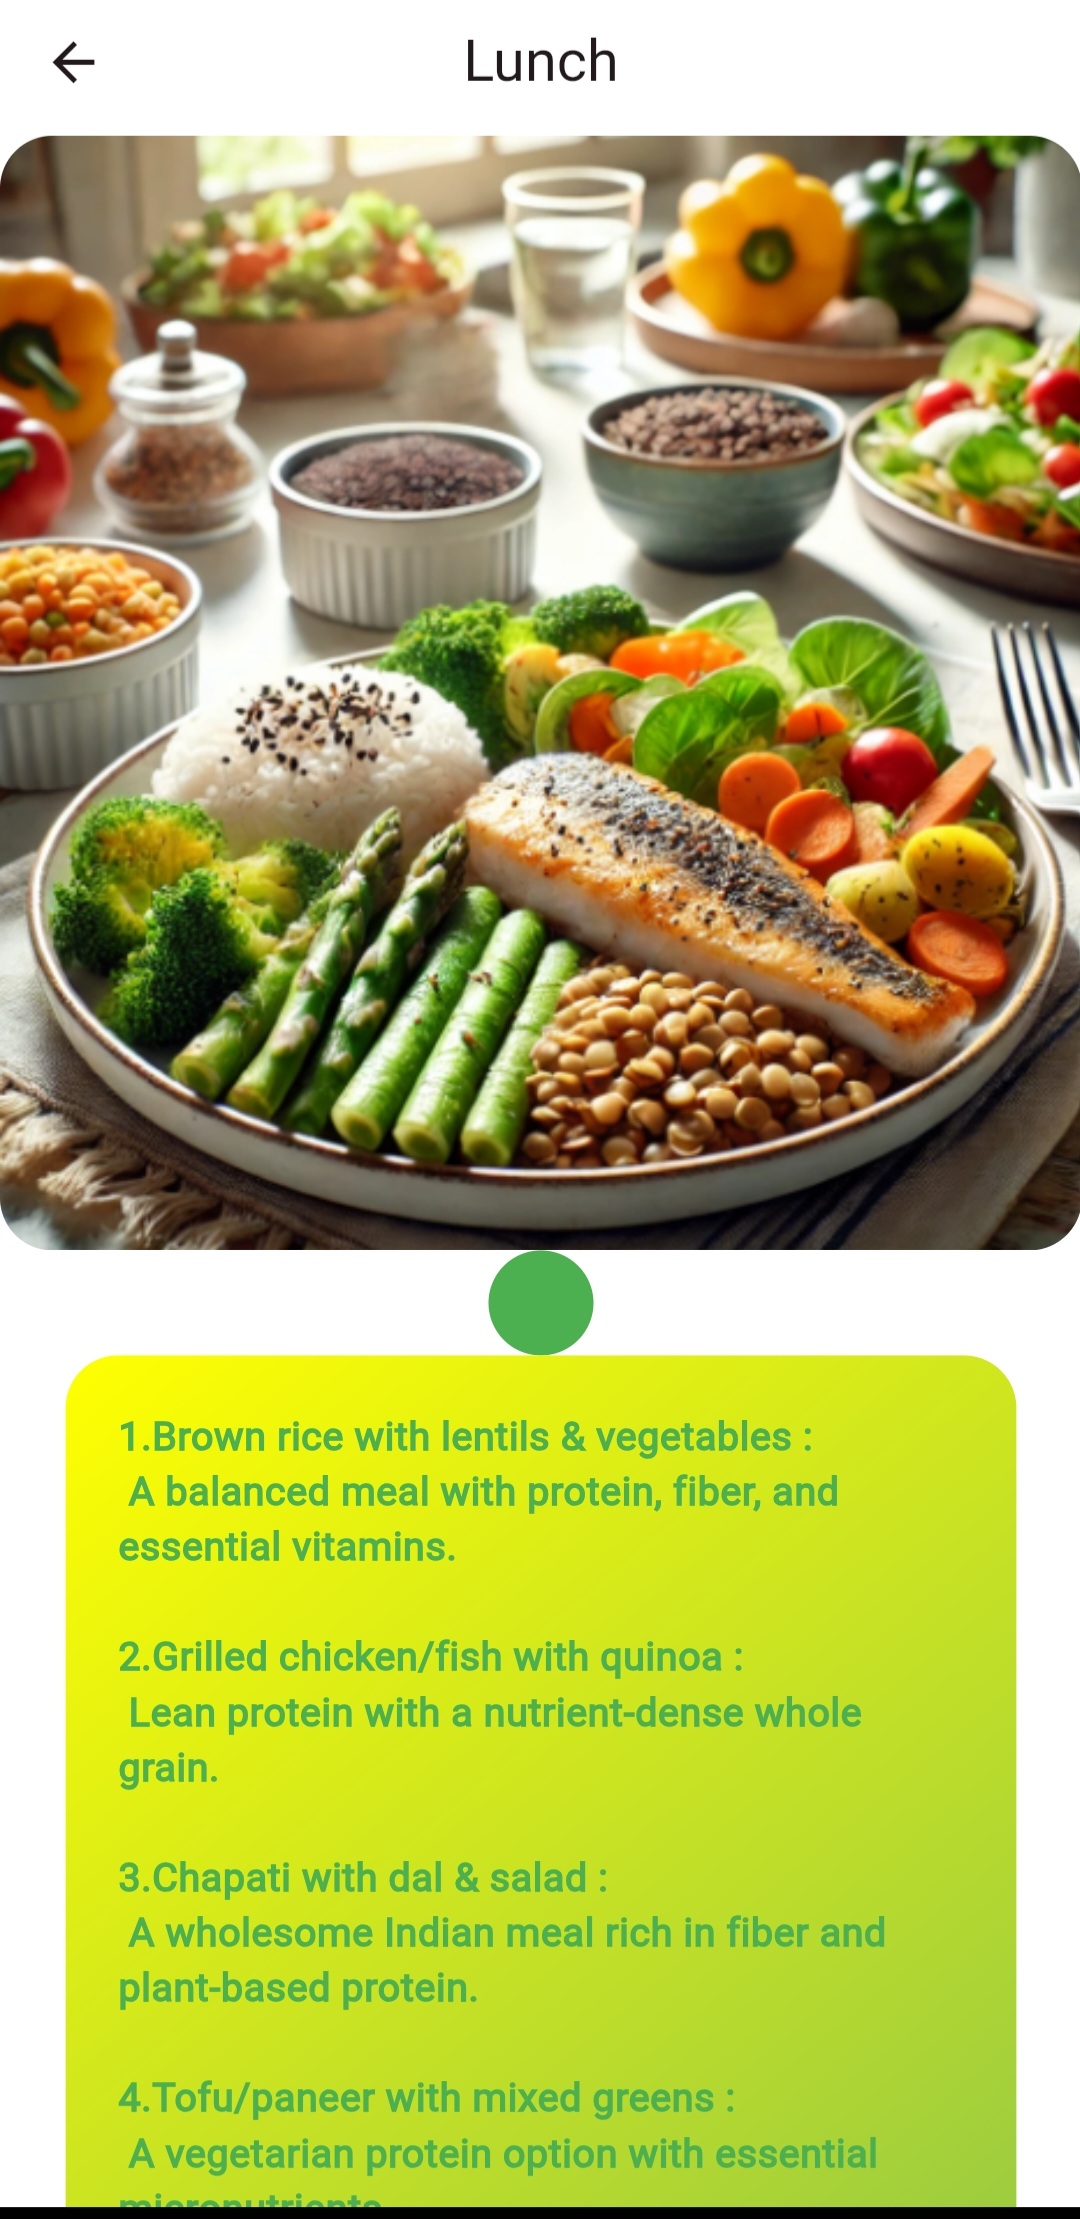 Lunch
1.Brown rice with lentils & vegetables :
A balanced meal with protein, fiber, and
essential vitamins.
2.Grilled chicken/fish with quinoa :
Lean protein with a nutrient-dense whole
grain.
3.Chapati with dal & salad :
A wholesome Indian meal rich in fiber and
plant-based protein.
4.Tofu/paneer with mixed greens :
A vegetarian protein option with essential
micronutrients.